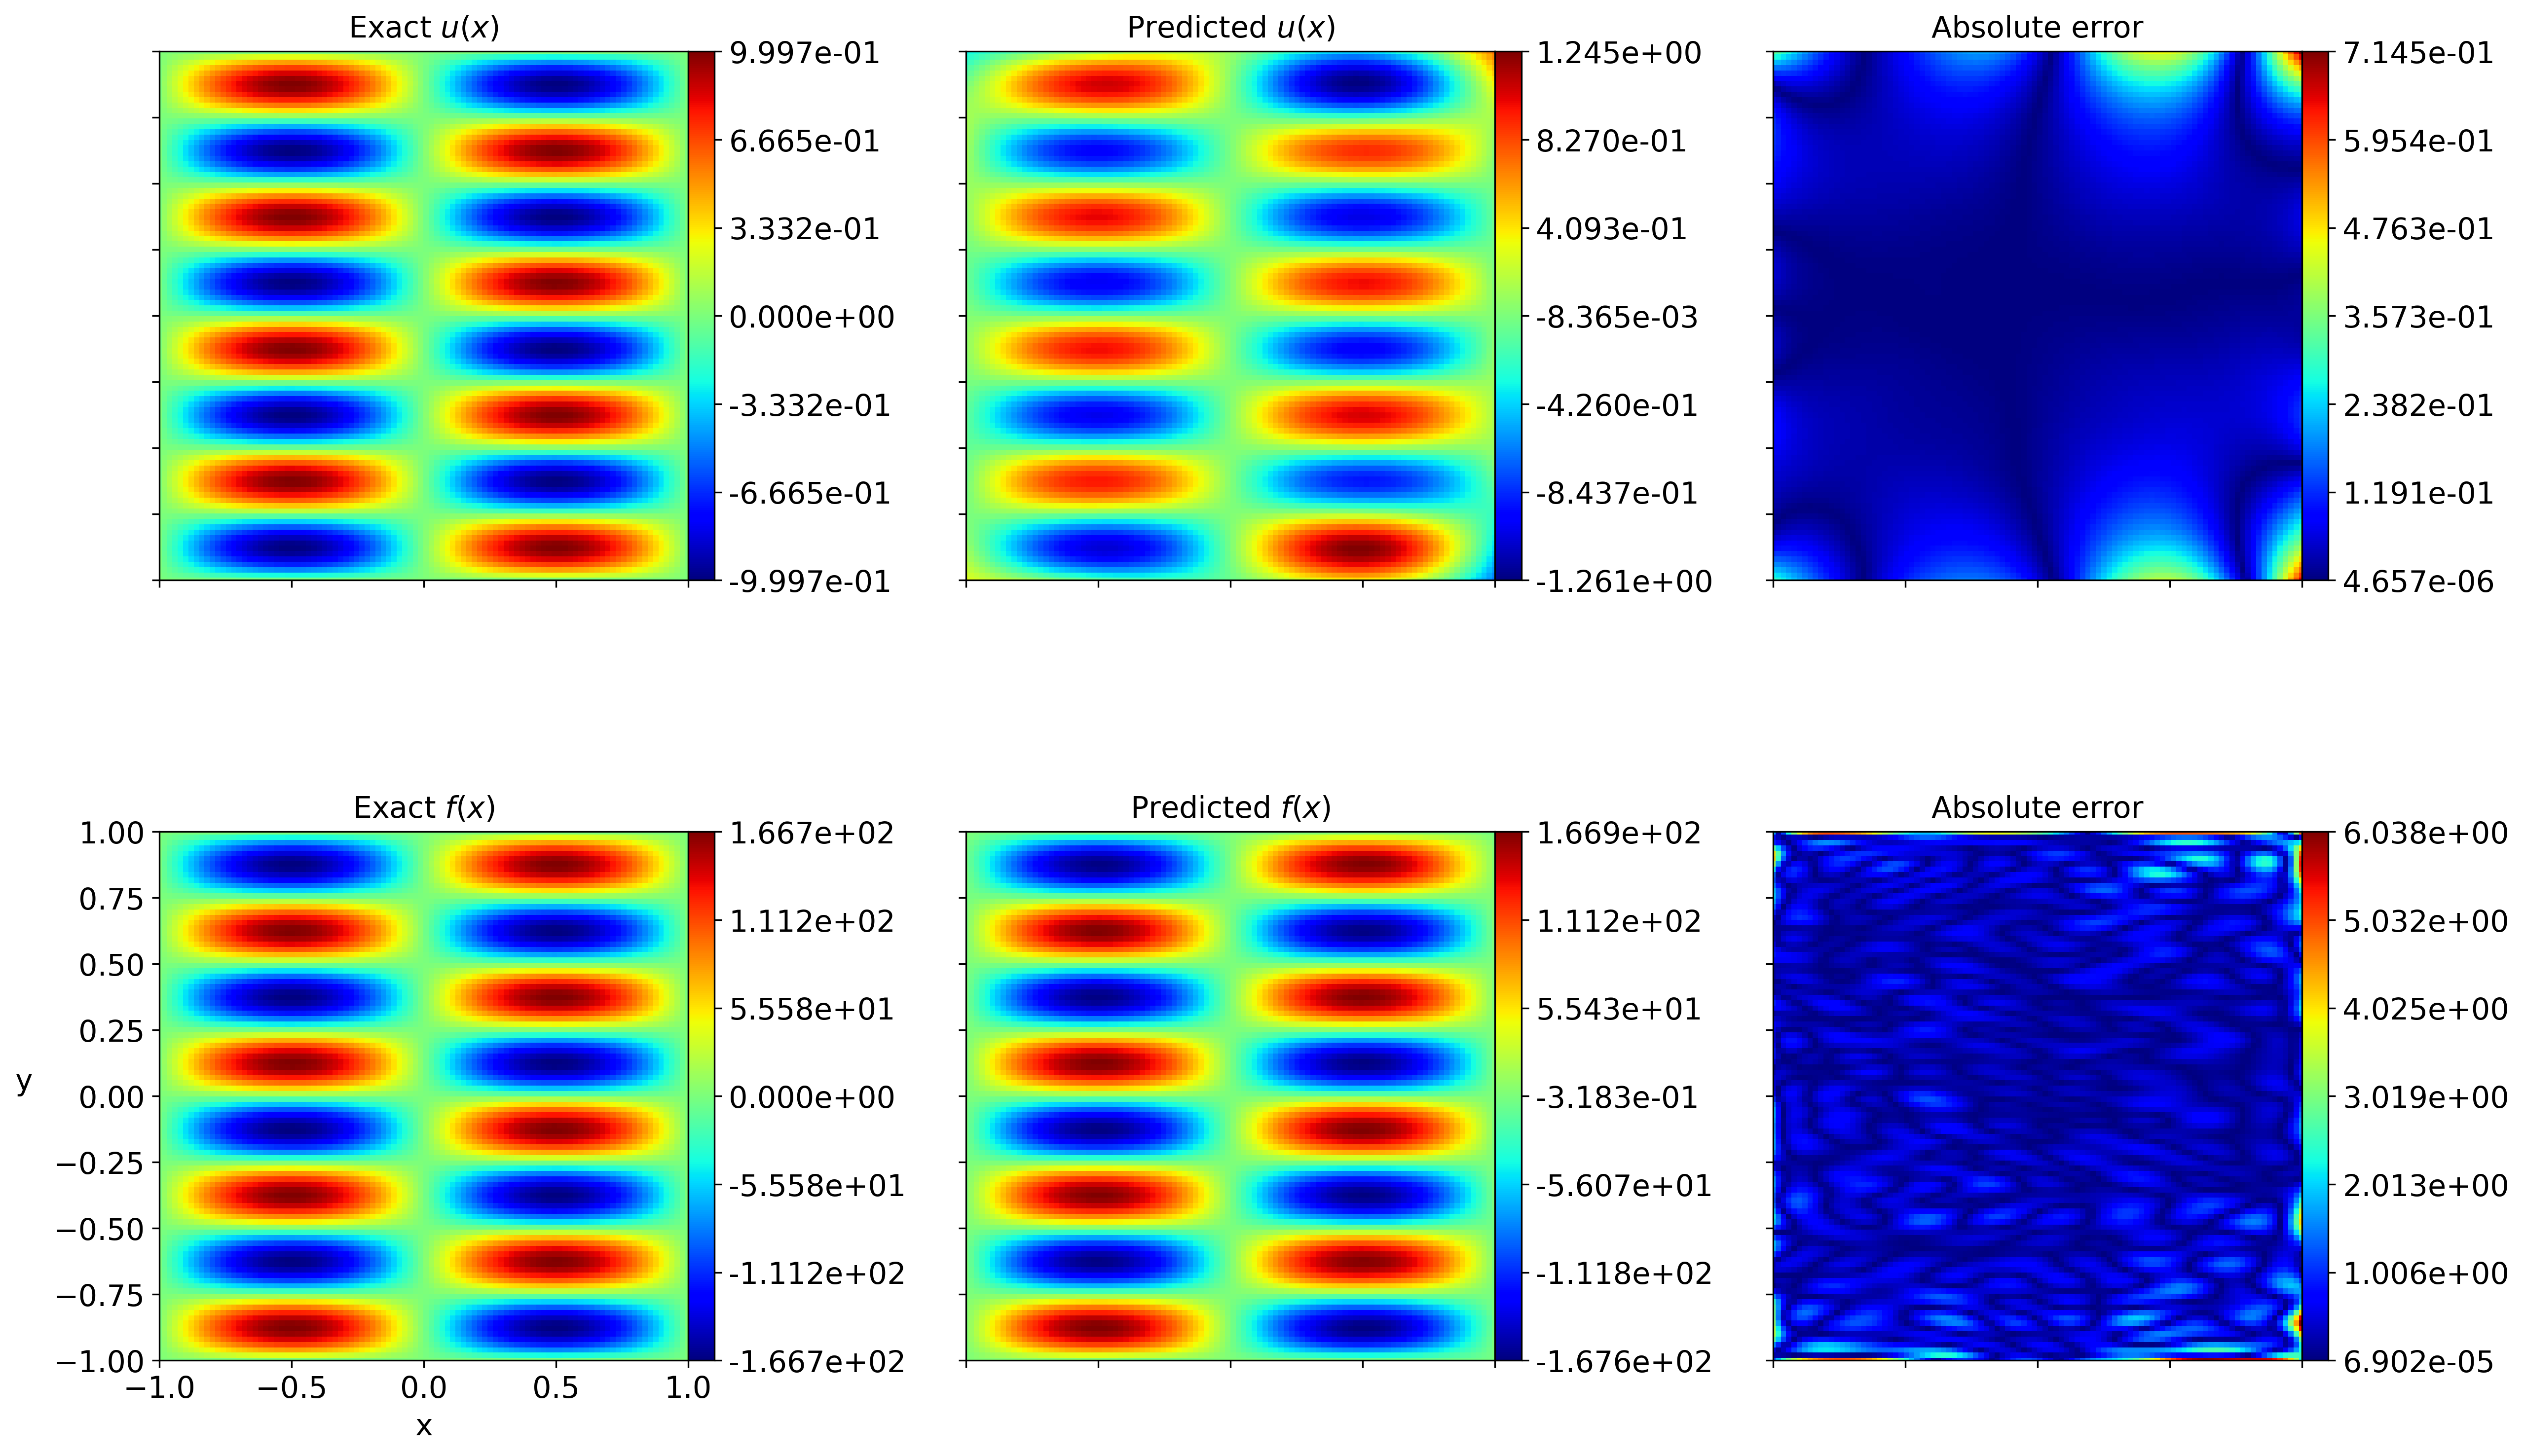 Exact u(x)
9.997e-01
6.665e-01
3.332e-01
0.000e+00
-3.332e-01
-6.665e-01
-9.997e-01
Predicted u(x)
1.245e+00
8.270e-01
4.093e-01
-8.365e-03
-4.260e-01
-8.437e-01
-1.261e+00
Absolute error
7.145e-01
5.954e-01
4.763e-01
3.573e-01
2.382e-01
1.191e-01
4.657e-06
Exact f(x)
1.00
0.75
0.50
0.25
0.00
−0.25
−0.50
−0.75
−1.00
y
−1.0 −0.5 0.0 0.5 1.0
x
1.667e+02
1.112e+02
5.558e+01
0.000e+00
-5.558e+01
-1.112e+02
-1.667e+02
Predicted f(x)
1.669e+02
1.112e+02
5.543e+01
-3.183e-01
-5.607e+01
-1.118e+02
-1.676e+02
Absolute error
6.038e+00
5.032e+00
4.025e+00
3.019e+00
2.013e+00
1.006e+00
6.902e-05